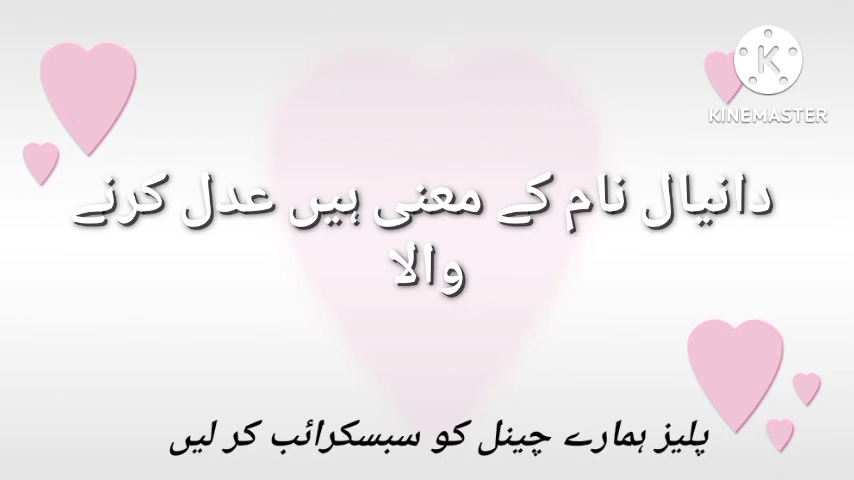 KINEMASTER
دانیال نام کے معنی ہیں عدل کرنے
والا
پلیز ہمارے چینل کو سبسکرائب کر لیں